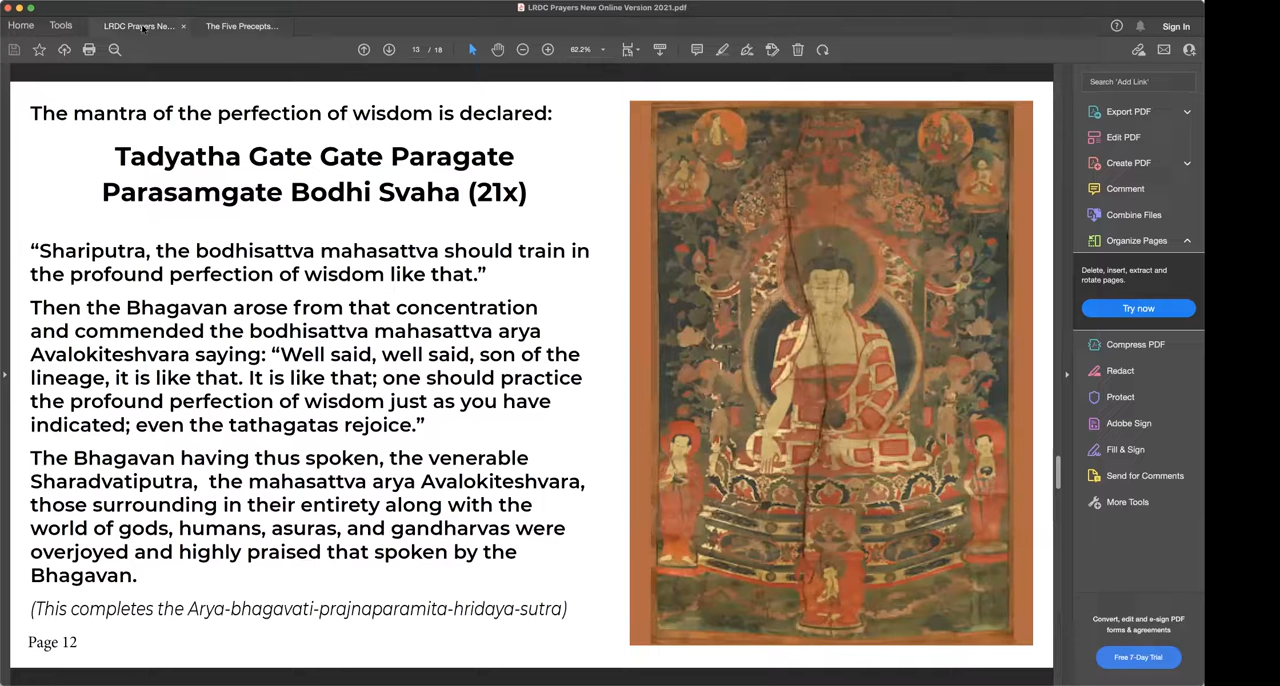 LRDC Prayers New Online Version 2021.pdf
Home Tools LRDC Prayers Ne... × The Five Precepts... Sign In
13 / 18 62.2%
The mantra of the perfection of wisdom is declared:
Tadyatha Gate Gate Paragate
Parasamgate Bodhi Svaha (21x)
“Shariputra, the bodhisattva mahasattva should train in
the profound perfection of wisdom like that.”
Then the Bhagavan arose from that concentration
and commended the bodhisattva mahasattva arya
Avalokiteshvara saying: “Well said, well said, son of the
lineage, it is like that. It is like that; one should practice
the profound perfection of wisdom just as you have
indicated; even the tathagatas rejoice.”
The Bhagavan having thus spoken, the venerable
Sharadvatiputra, the mahasattva arya Avalokiteshvara,
those surrounding in their entirety along with the
world of gods, humans, asuras, and gandharvas were
overjoyed and highly praised that spoken by the
Bhagavan.
(This completes the Arya-bhagavati-prajnaparamita-hridaya-sutra)
Page 12
Search 'Add Link'
Export PDF
Edit PDF
Create PDF
Comment
Combine Files
Organize Pages
Delete, insert, extract and
rotate pages.
Try now
Compress PDF
Redact
Protect
Adobe Sign
Fill & Sign
Send for Comments
More Tools
Convert, edit and e-sign PDF
forms & agreements
Free 7-Day Trial